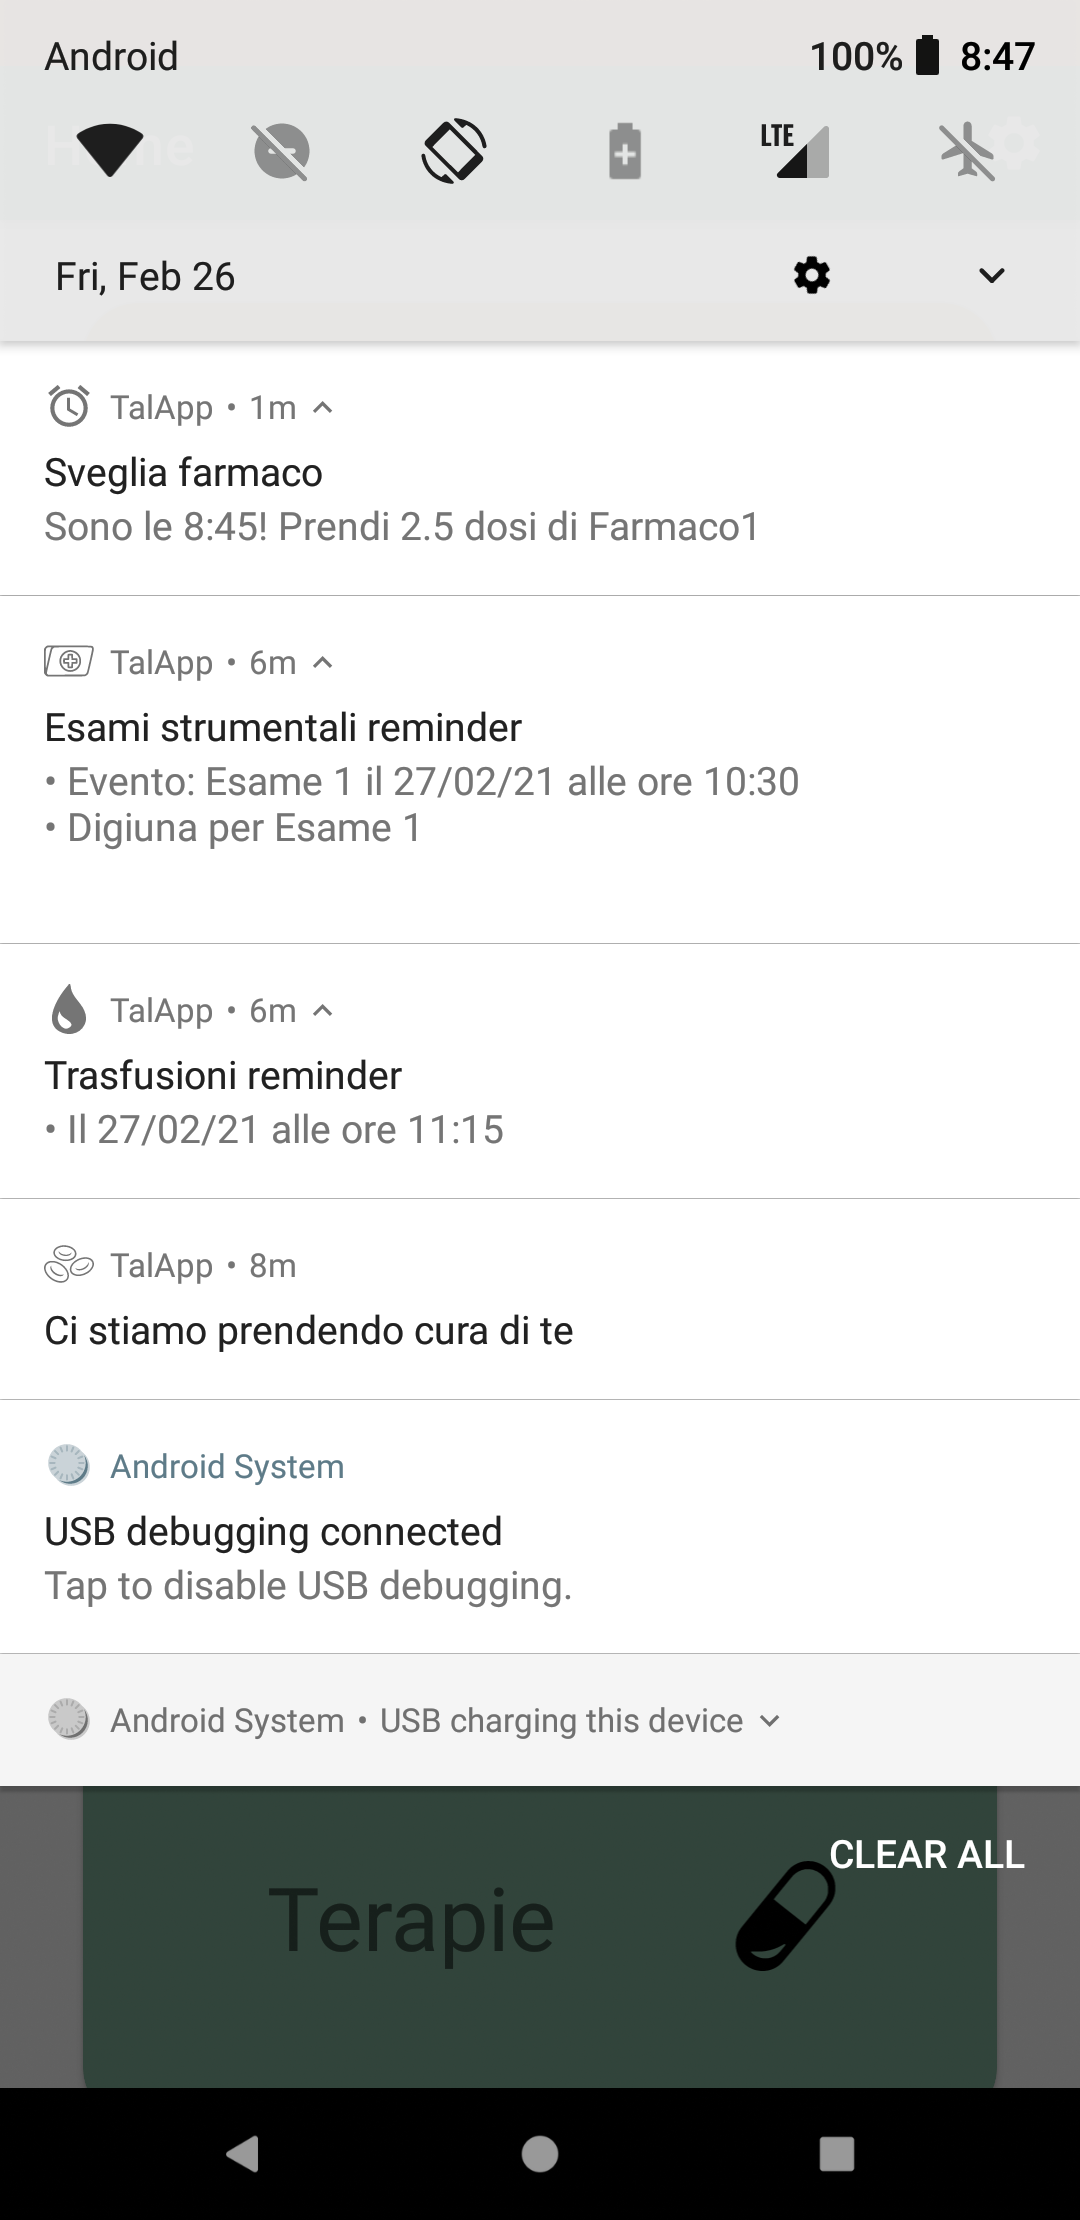 Android 100% 8:47
Home
LTE
Fri, Feb 26
TalApp • 1m
Sveglia farmaco
Sono le 8:45! Prendi 2.5 dosi di Farmaco1
TalApp • 6m
Esami strumentali reminder
• Evento: Esame 1 il 27/02/21 alle ore 10:30
• Digiuna per Esame 1
TalApp • 6m
Trasfusioni reminder
• Il 27/02/21 alle ore 11:15
TalApp • 8m
Ci stiamo prendendo cura di te
Android System
USB debugging connected
Tap to disable USB debugging.
Android System • USB charging this device
CLEAR ALL
Terapie